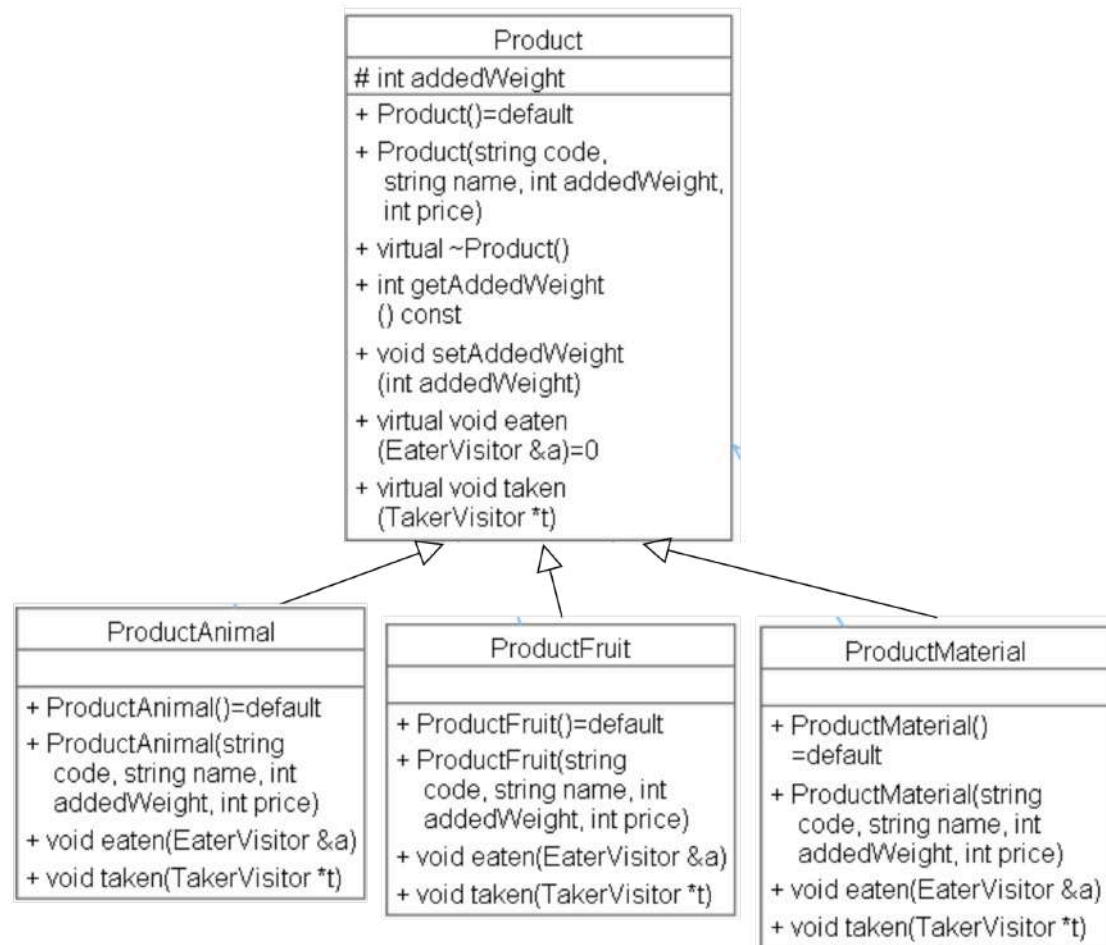 Product
# int addedWeight
+ Product()=default
+ Product(string code,
string name, int addedWeight,
int price)
+ virtual ~Product()
+ int getAddedWeight
() const
+ void setAddedWeight
(int addedWeight)
+ virtual void eaten
(EaterVisitor &a)=0
+ virtual void taken
(TakerVisitor *t)
ProductAnimal
+ ProductAnimal()=default
+ ProductAnimal(string
code, string name, int
addedWeight, int price)
+ void eaten(EaterVisitor &a)
+ void taken(TakerVisitor *t)
ProductFruit
+ ProductFruit()=default
+ ProductFruit(string
code, string name, int
addedWeight, int price)
+ void eaten(EaterVisitor &a)
+ void taken(TakerVisitor *t)
ProductMaterial
+ ProductMaterial()
=default
+ ProductMaterial(string
code, string name, int
addedWeight, int price)
+ void eaten(EaterVisitor &a)
+ void taken(TakerVisitor *t)